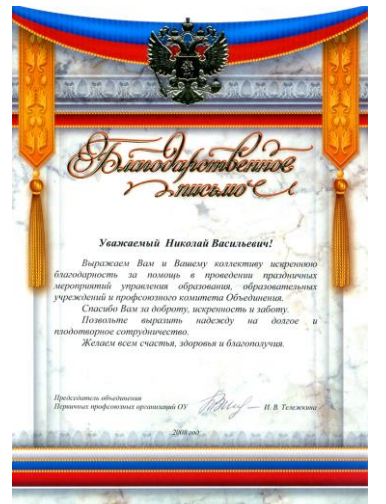 Благодарственное
письмо
Уважаемый Николай Васильевич!
Выражаем Вам и Вашему коллективу искреннюю
благодарность за помощь в проведении праздничных
мероприятий управления образования, образовательных
учреждений и профсоюзного комитета Объединения.
Спасибо Вам за доброту, искренность и заботу.
Позвольте выразить надежду на долгое и
плодотворное сотрудничество.
Желаем всем счастья, здоровья и благополучия.
Председатель объединения
Первичных профсоюзных организаций ОУ И. В. Тележкина
2008 год